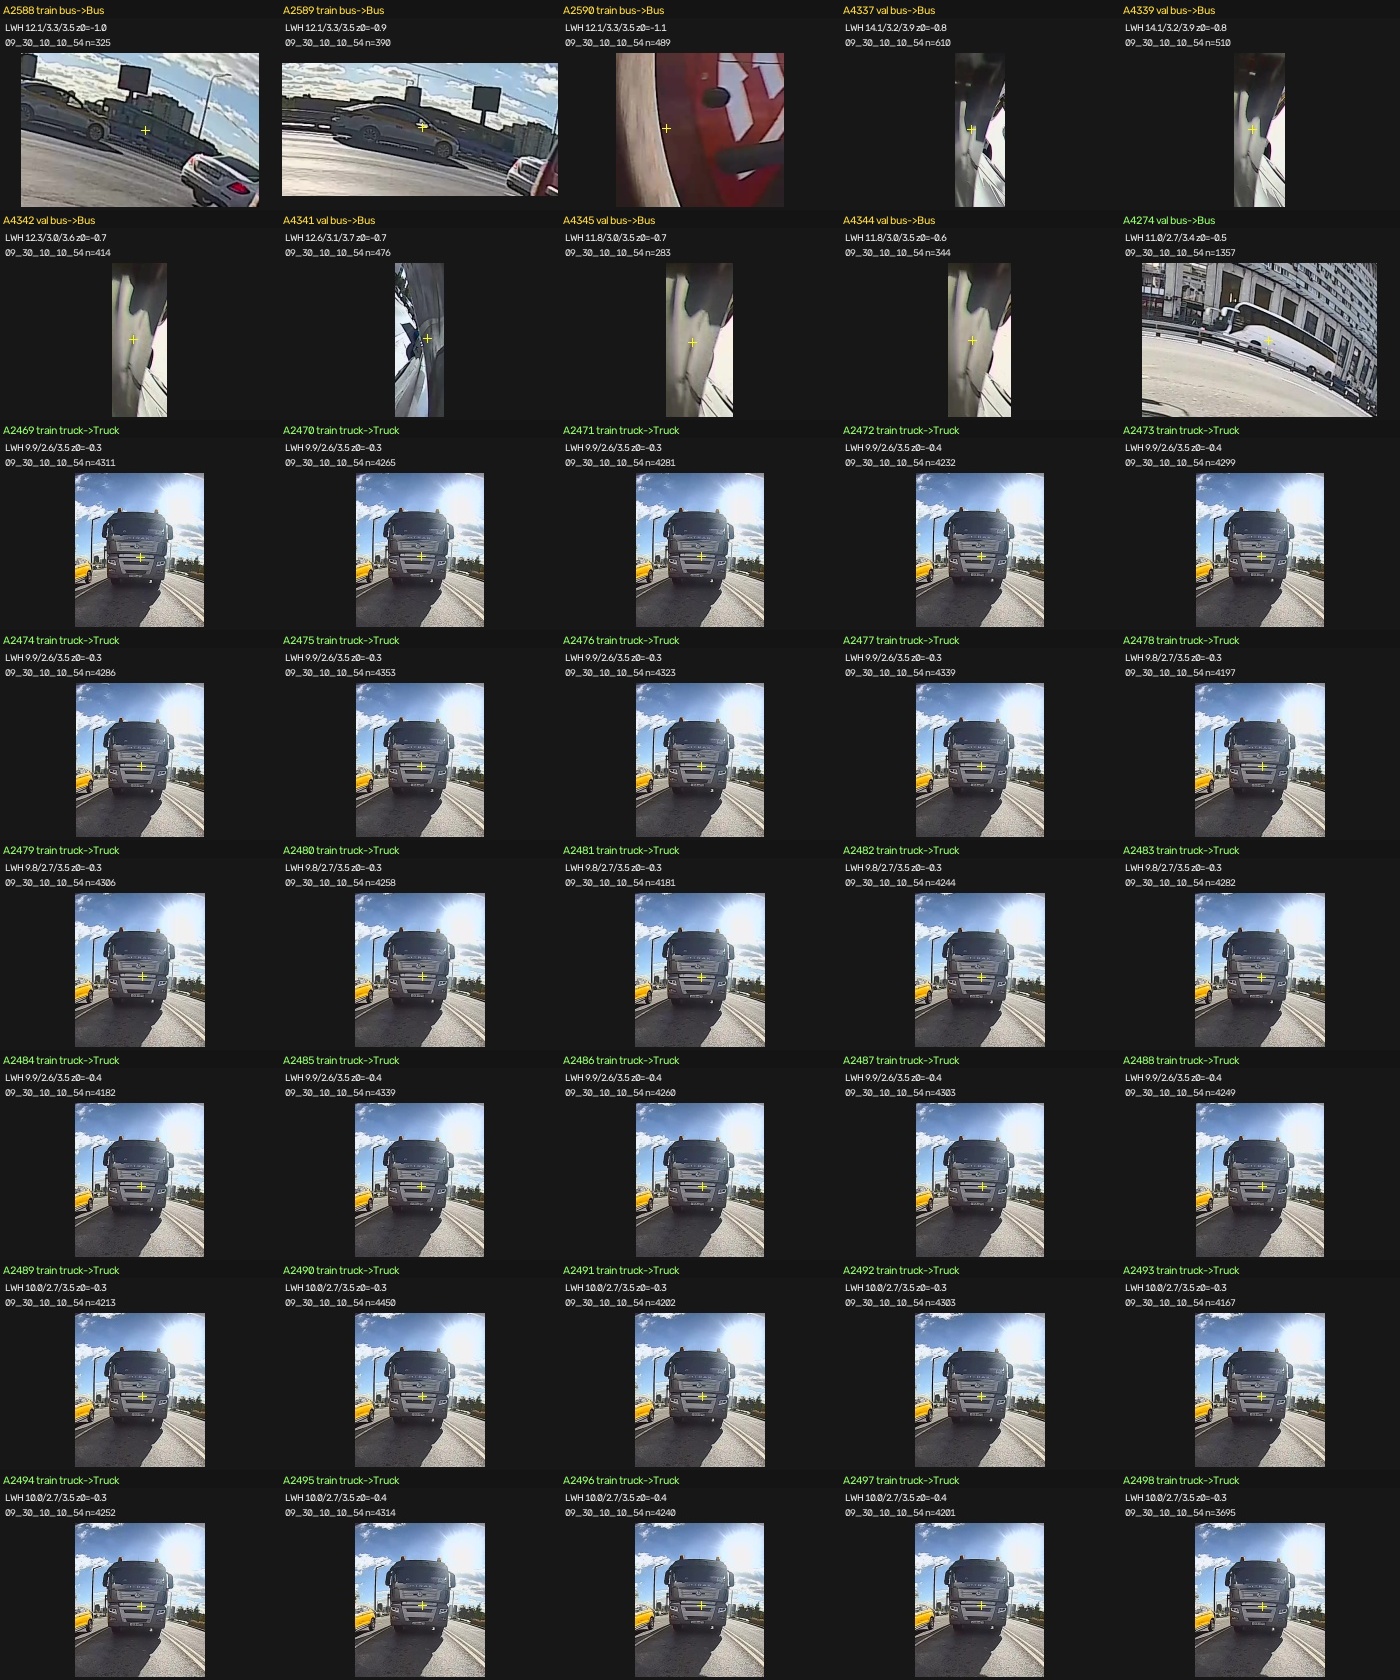 A2588 train bus->Bus
LWH 12.1/3.3/3.5 z0=-1.0
09_30_10_10_54 n=325
A2589 train bus->Bus
LWH 12.1/3.3/3.5 z0=-0.9
09_30_10_10_54 n=390
A2590 train bus->Bus
LWH 12.1/3.3/3.5 z0=-1.1
09_30_10_10_54 n=489
A4337 val bus->Bus
LWH 14.1/3.2/3.9 z0=-0.8
09_30_10_10_54 n=610
A4339 val bus->Bus
LWH 14.1/3.2/3.9 z0=-0.8
09_30_10_10_54 n=510
A4342 val bus->Bus
LWH 12.3/3.0/3.6 z0=-0.7
09_30_10_10_54 n=414
A4341 val bus->Bus
LWH 12.6/3.1/3.7 z0=-0.7
09_30_10_10_54 n=476
A4345 val bus->Bus
LWH 11.8/3.0/3.5 z0=-0.7
09_30_10_10_54 n=283
A4344 val bus->Bus
LWH 11.8/3.0/3.5 z0=-0.6
09_30_10_10_54 n=344
A4274 val bus->Bus
LWH 11.0/2.7/3.4 z0=-0.5
09_30_10_10_54 n=1357
A2469 train truck->Truck
LWH 9.9/2.6/3.5 z0=-0.3
09_30_10_10_54 n=4311
A2470 train truck->Truck
LWH 9.9/2.6/3.5 z0=-0.3
09_30_10_10_54 n=4265
A2471 train truck->Truck
LWH 9.9/2.6/3.5 z0=-0.3
09_30_10_10_54 n=4281
A2472 train truck->Truck
LWH 9.9/2.6/3.5 z0=-0.4
09_30_10_10_54 n=4232
A2473 train truck->Truck
LWH 9.9/2.6/3.5 z0=-0.4
09_30_10_10_54 n=4299
A2474 train truck->Truck
LWH 9.9/2.6/3.5 z0=-0.3
09_30_10_10_54 n=4286
A2475 train truck->Truck
LWH 9.9/2.6/3.5 z0=-0.3
09_30_10_10_54 n=4353
A2476 train truck->Truck
LWH 9.9/2.6/3.5 z0=-0.3
09_30_10_10_54 n=4323
A2477 train truck->Truck
LWH 9.9/2.6/3.5 z0=-0.3
09_30_10_10_54 n=4339
A2478 train truck->Truck
LWH 9.8/2.7/3.5 z0=-0.3
09_30_10_10_54 n=4197
A2479 train truck->Truck
LWH 9.8/2.7/3.5 z0=-0.3
09_30_10_10_54 n=4306
A2480 train truck->Truck
LWH 9.8/2.7/3.5 z0=-0.3
09_30_10_10_54 n=4258
A2481 train truck->Truck
LWH 9.8/2.7/3.5 z0=-0.3
09_30_10_10_54 n=4181
A2482 train truck->Truck
LWH 9.8/2.7/3.5 z0=-0.3
09_30_10_10_54 n=4244
A2483 train truck->Truck
LWH 9.8/2.7/3.5 z0=-0.3
09_30_10_10_54 n=4282
A2484 train truck->Truck
LWH 9.9/2.6/3.5 z0=-0.4
09_30_10_10_54 n=4182
A2485 train truck->Truck
LWH 9.9/2.6/3.5 z0=-0.4
09_30_10_10_54 n=4339
A2486 train truck->Truck
LWH 9.9/2.6/3.5 z0=-0.4
09_30_10_10_54 n=4260
A2487 train truck->Truck
LWH 9.9/2.6/3.5 z0=-0.4
09_30_10_10_54 n=4303
A2488 train truck->Truck
LWH 9.9/2.6/3.5 z0=-0.4
09_30_10_10_54 n=4249
A2489 train truck->Truck
LWH 10.0/2.7/3.5 z0=-0.3
09_30_10_10_54 n=4213
A2490 train truck->Truck
LWH 10.0/2.7/3.5 z0=-0.3
09_30_10_10_54 n=4450
A2491 train truck->Truck
LWH 10.0/2.7/3.5 z0=-0.3
09_30_10_10_54 n=4202
A2492 train truck->Truck
LWH 10.0/2.7/3.5 z0=-0.3
09_30_10_10_54 n=4303
A2493 train truck->Truck
LWH 10.0/2.7/3.5 z0=-0.3
09_30_10_10_54 n=4167
A2494 train truck->Truck
LWH 10.0/2.7/3.5 z0=-0.3
09_30_10_10_54 n=4252
A2495 train truck->Truck
LWH 10.0/2.7/3.5 z0=-0.4
09_30_10_10_54 n=4314
A2496 train truck->Truck
LWH 10.0/2.7/3.5 z0=-0.4
09_30_10_10_54 n=4240
A2497 train truck->Truck
LWH 10.0/2.7/3.5 z0=-0.4
09_30_10_10_54 n=4201
A2498 train truck->Truck
LWH 10.0/2.7/3.5 z0=-0.3
09_30_10_10_54 n=3695